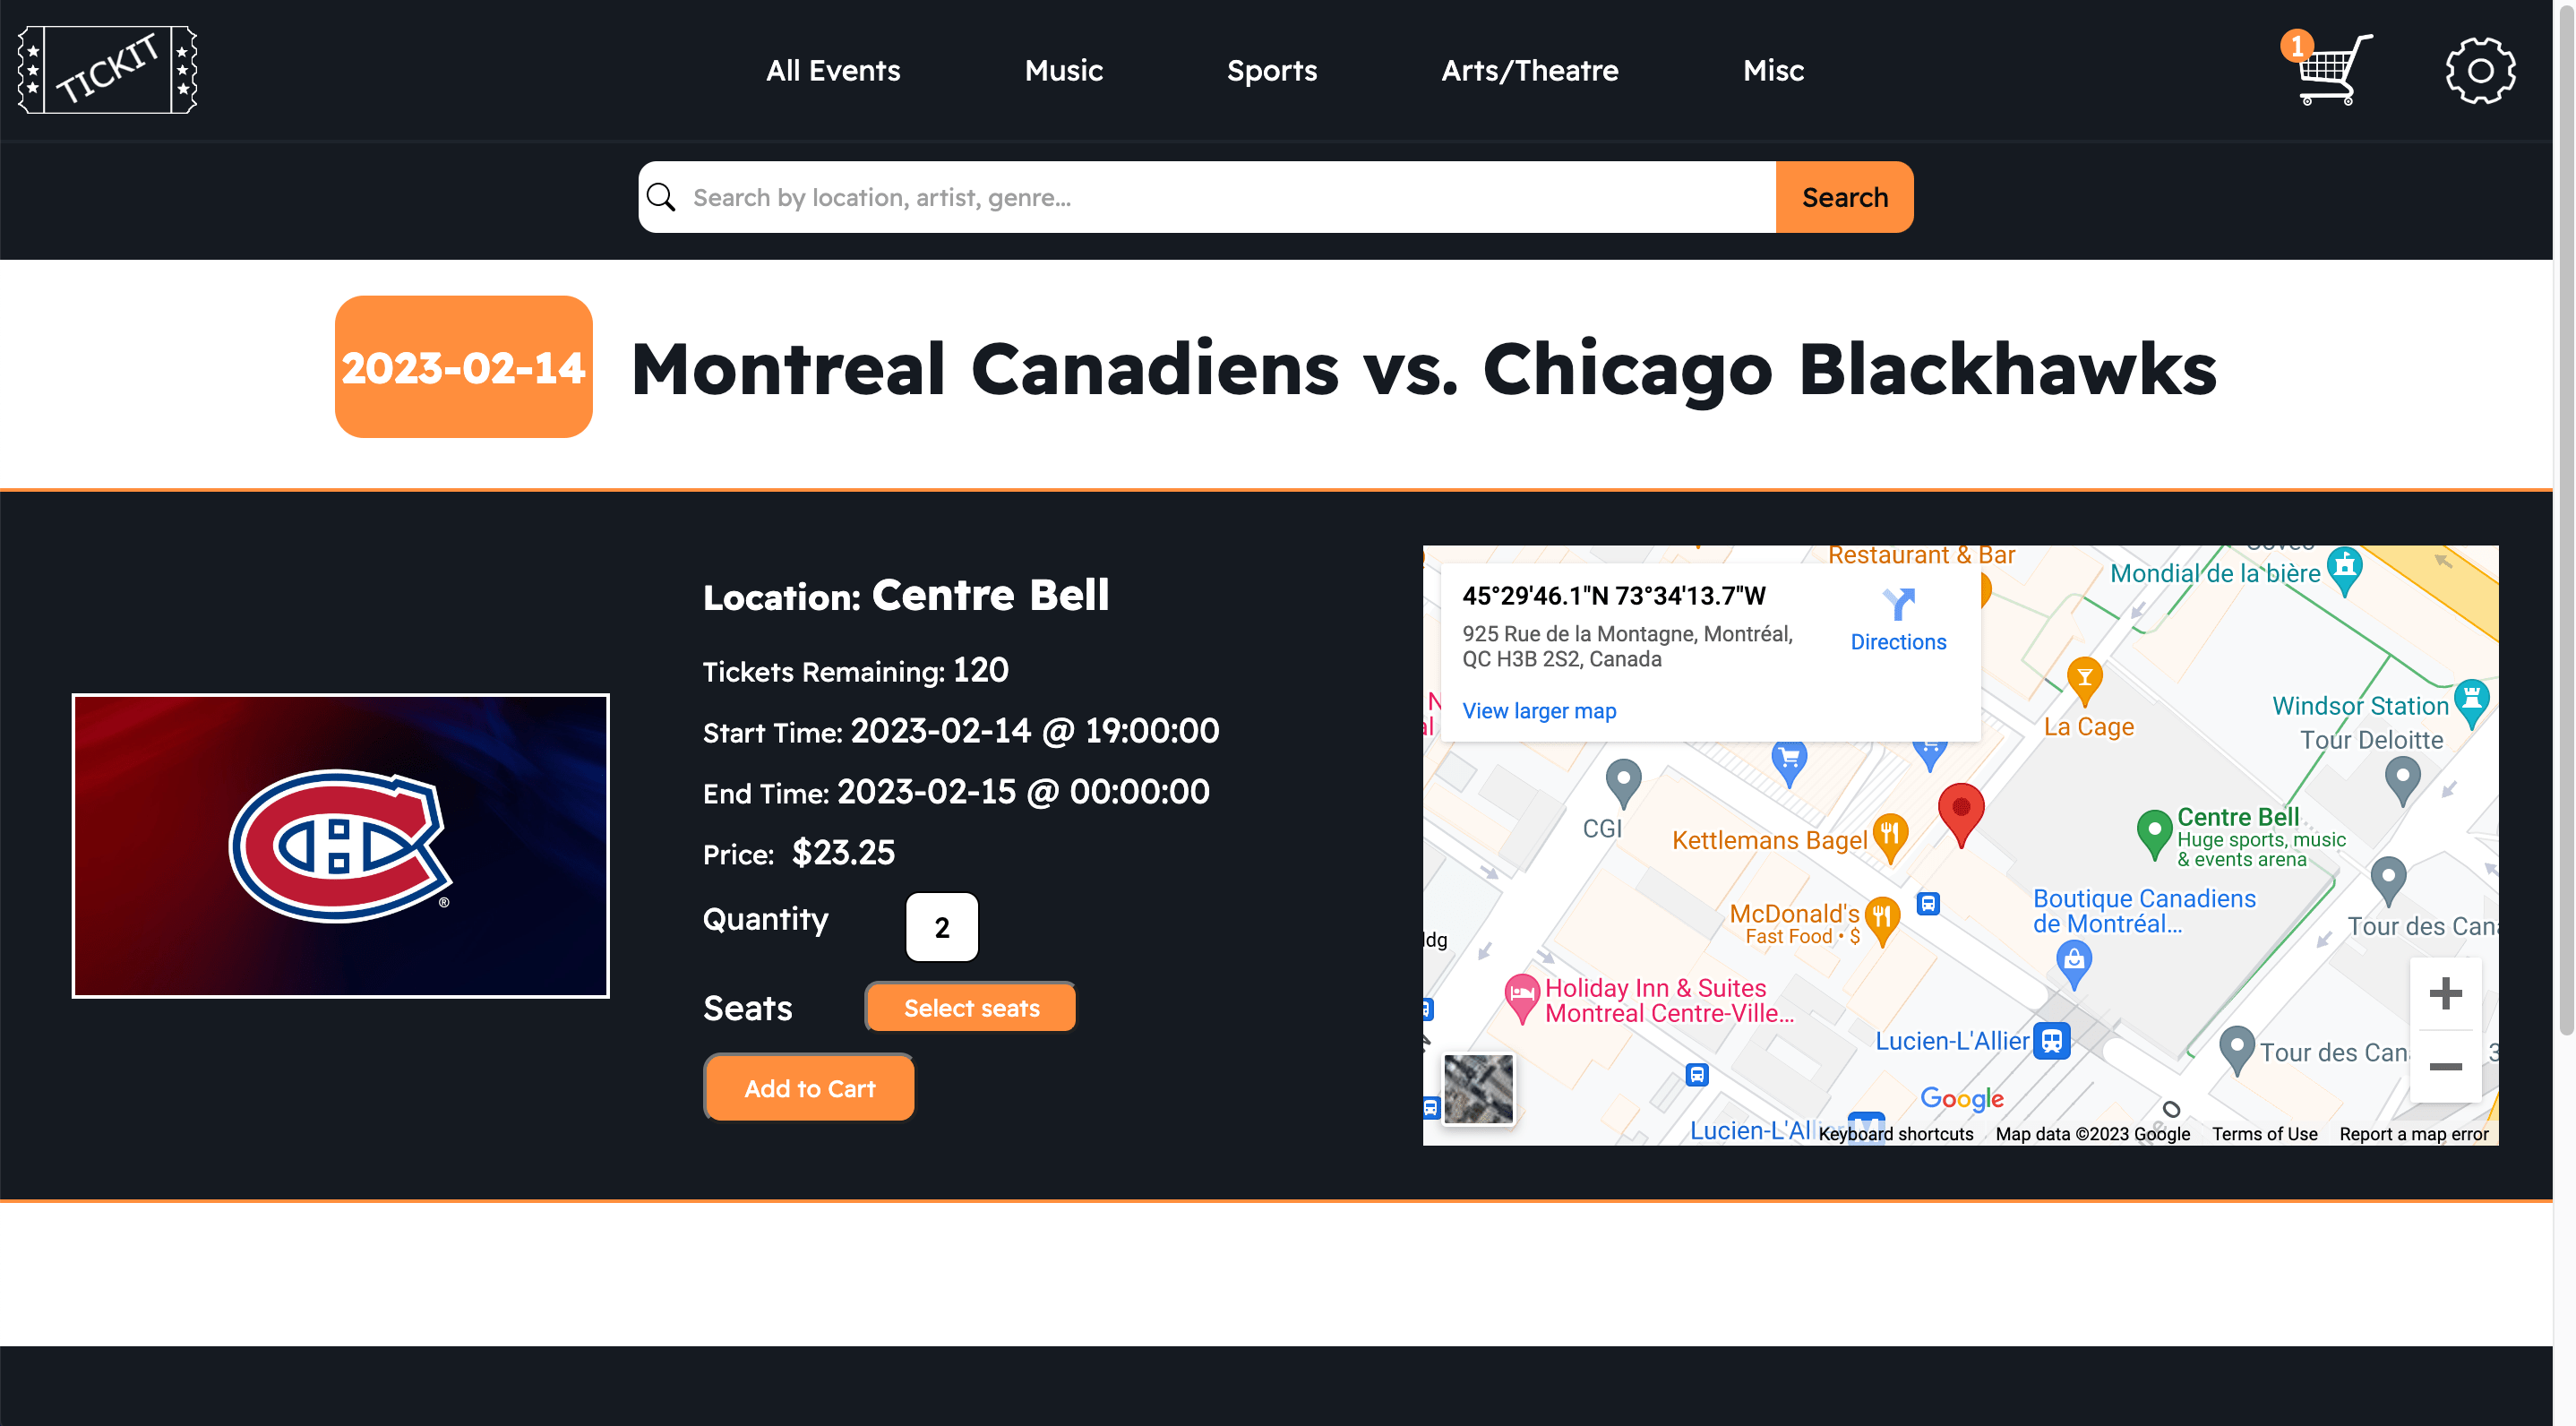 TICKIT
All Events
Music
Sports
Arts/Theatre
Misc
1
Search by location, artist, genre...
Search
2023-02-14
Montreal Canadiens vs. Chicago Blackhawks
Location: Centre Bell
Tickets Remaining: 120
Start Time: 2023-02-14 @ 19:00:00
End Time: 2023-02-15 @ 00:00:00
Price: $23.25
Quantity
2
Seats
Select seats
Add to Cart
®
Restaurant & Bar
Mondial de la bière
45°29'46.1"N 73°34'13.7"W
925 Rue de la Montagne, Montréal,
QC H3B 2S2, Canada
Directions
View larger map
La Cage
Windsor Station
Tour Deloitte
CGI
Kettlemans Bagel
Centre Bell
Huge sports, music
& events arena
McDonald's
Fast Food • $
Boutique Canadiens
de Montréal...
Tour des Cana
ldg
Holiday Inn & Suites
Montreal Centre-Ville...
Lucien-L'Allier
Tour des Can
3
Google
Lucien-L'All
Keyboard shortcuts
Map data ©2023 Google
Terms of Use
Report a map error